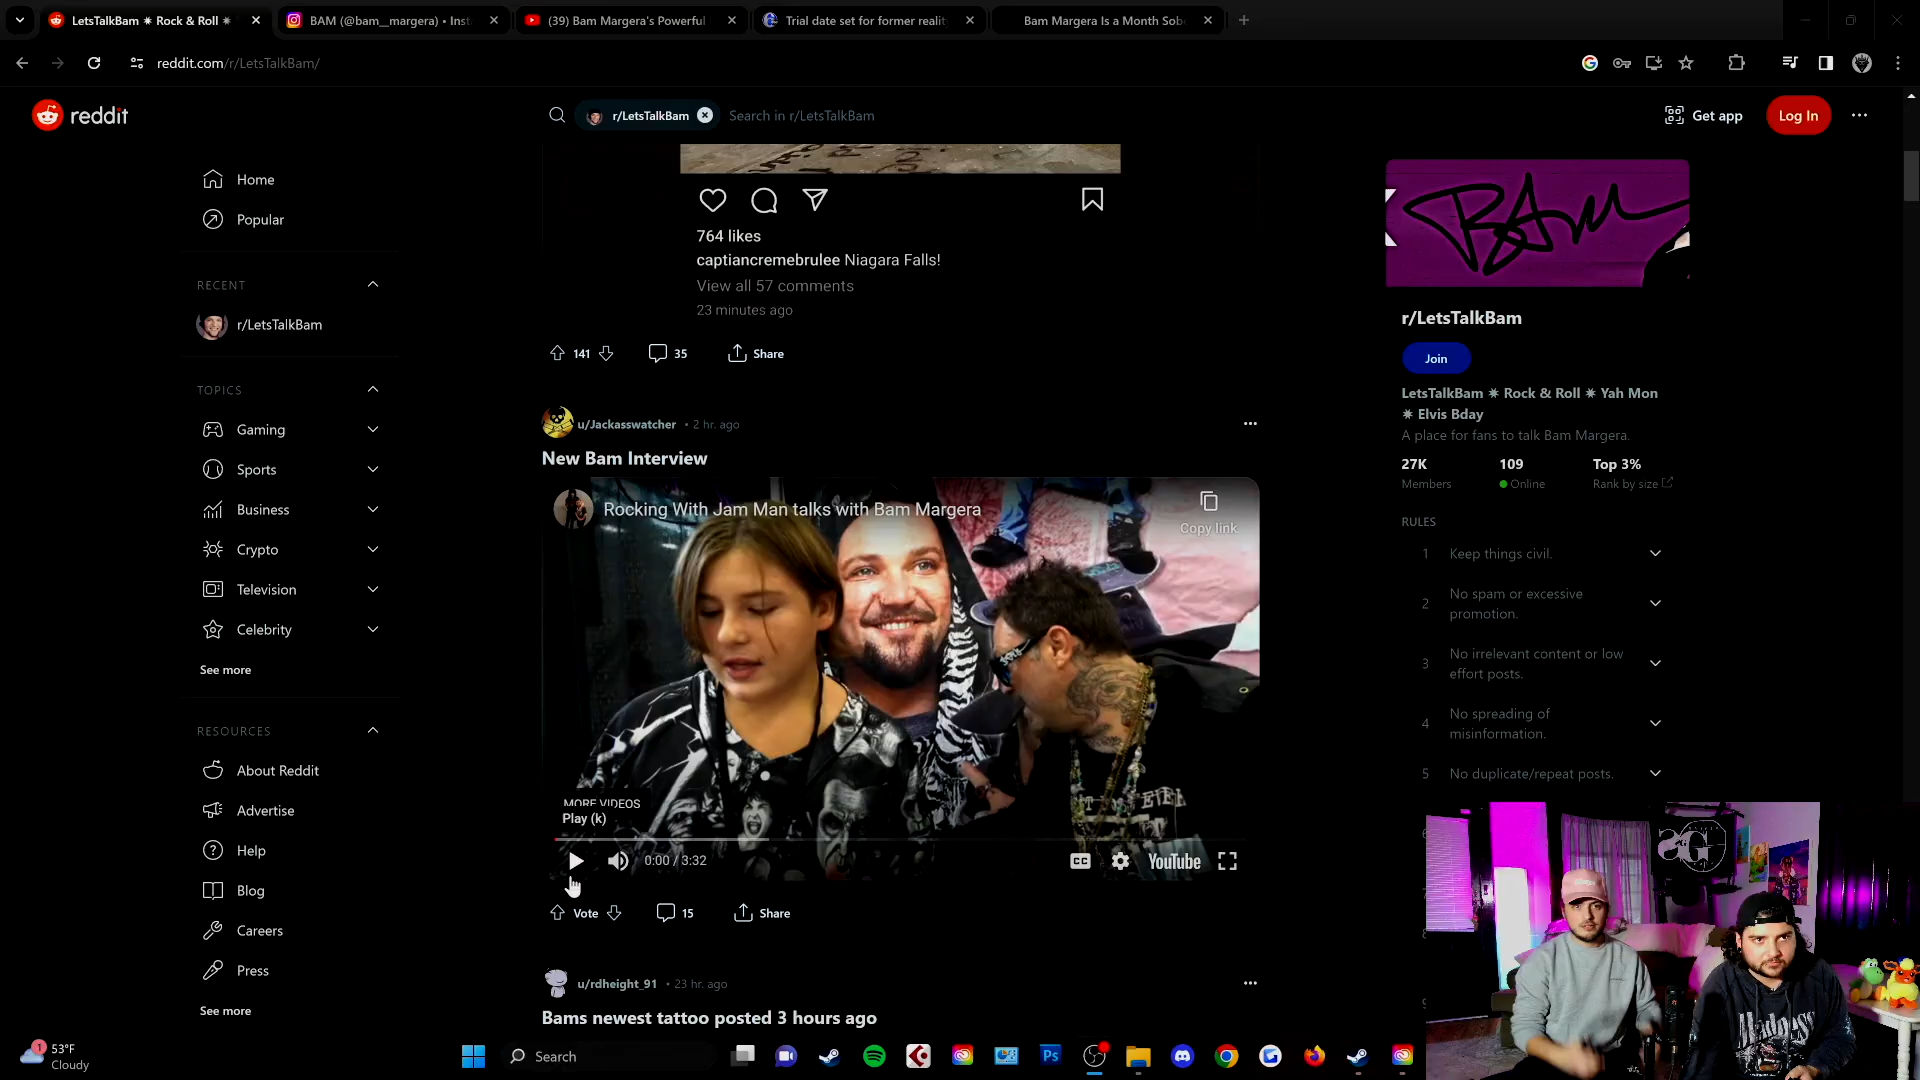 LetsTalkBam ✷ Rock & Roll ✷
BAM (@bam__margera) • Inst
(39) Bam Margera's Powerful
Trial date set for former realit
Bam Margera Is a Month Sobe
reddit.com/r/LetsTalkBam/
reddit
r/LetsTalkBam
Search in r/LetsTalkBam
Get app
Log In
Home
Popular
RECENT
r/LetsTalkBam
TOPICS
Gaming
Sports
Business
Crypto
Television
Celebrity
See more
RESOURCES
About Reddit
Advertise
Help
Blog
Careers
Press
See more
764 likes
captiancremebrulee Niagara Falls!
View all 57 comments
23 minutes ago
141
35
Share
u/Jackasswatcher • 2 hr. ago
New Bam Interview
Rocking With Jam Man talks with Bam Margera
Copy link
MORE VIDEOS
Play (k)
0:00 / 3:32
CC
YouTube
Vote
15
Share
u/rdheight_91 • 23 hr. ago
Bams newest tattoo posted 3 hours ago
BAM
r/LetsTalkBam
Join
LetsTalkBam ✷ Rock & Roll ✷ Yah Mon
✷ Elvis Bday
A place for fans to talk Bam Margera.
27K
109
Top 3%
Members
Online
Rank by size
RULES
1 Keep things civil.
2 No spam or excessive
promotion.
3 No irrelevant content or low
effort posts.
4 No spreading of
misinformation.
5 No duplicate/repeat posts.
SG
Madness
1
53°F
Cloudy
Search
Ps